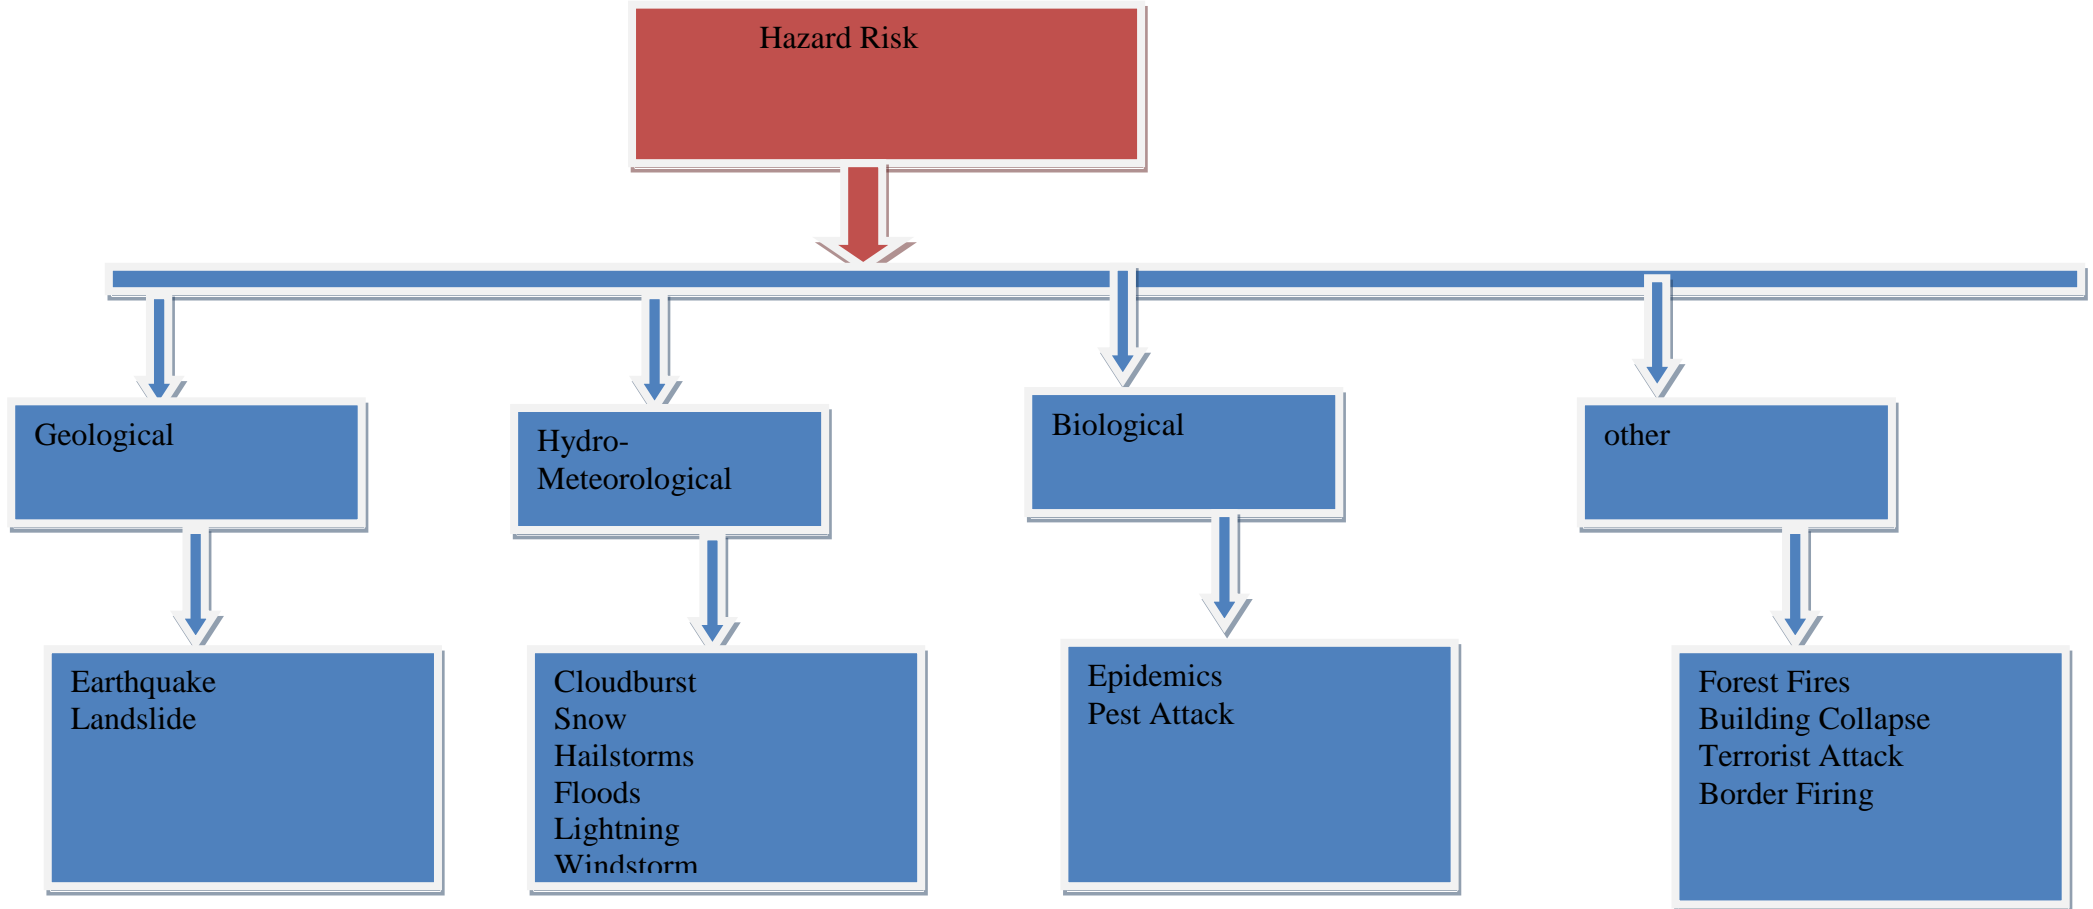 Hazard Risk
Geological
Hydro-
Meteorological
Biological
other
Earthquake
Landslide
Cloudburst
Snow
Hailstorms
Floods
Lightning
Windstorm
Epidemics
Pest Attack
Forest Fires
Building Collapse
Terrorist Attack
Border Firing